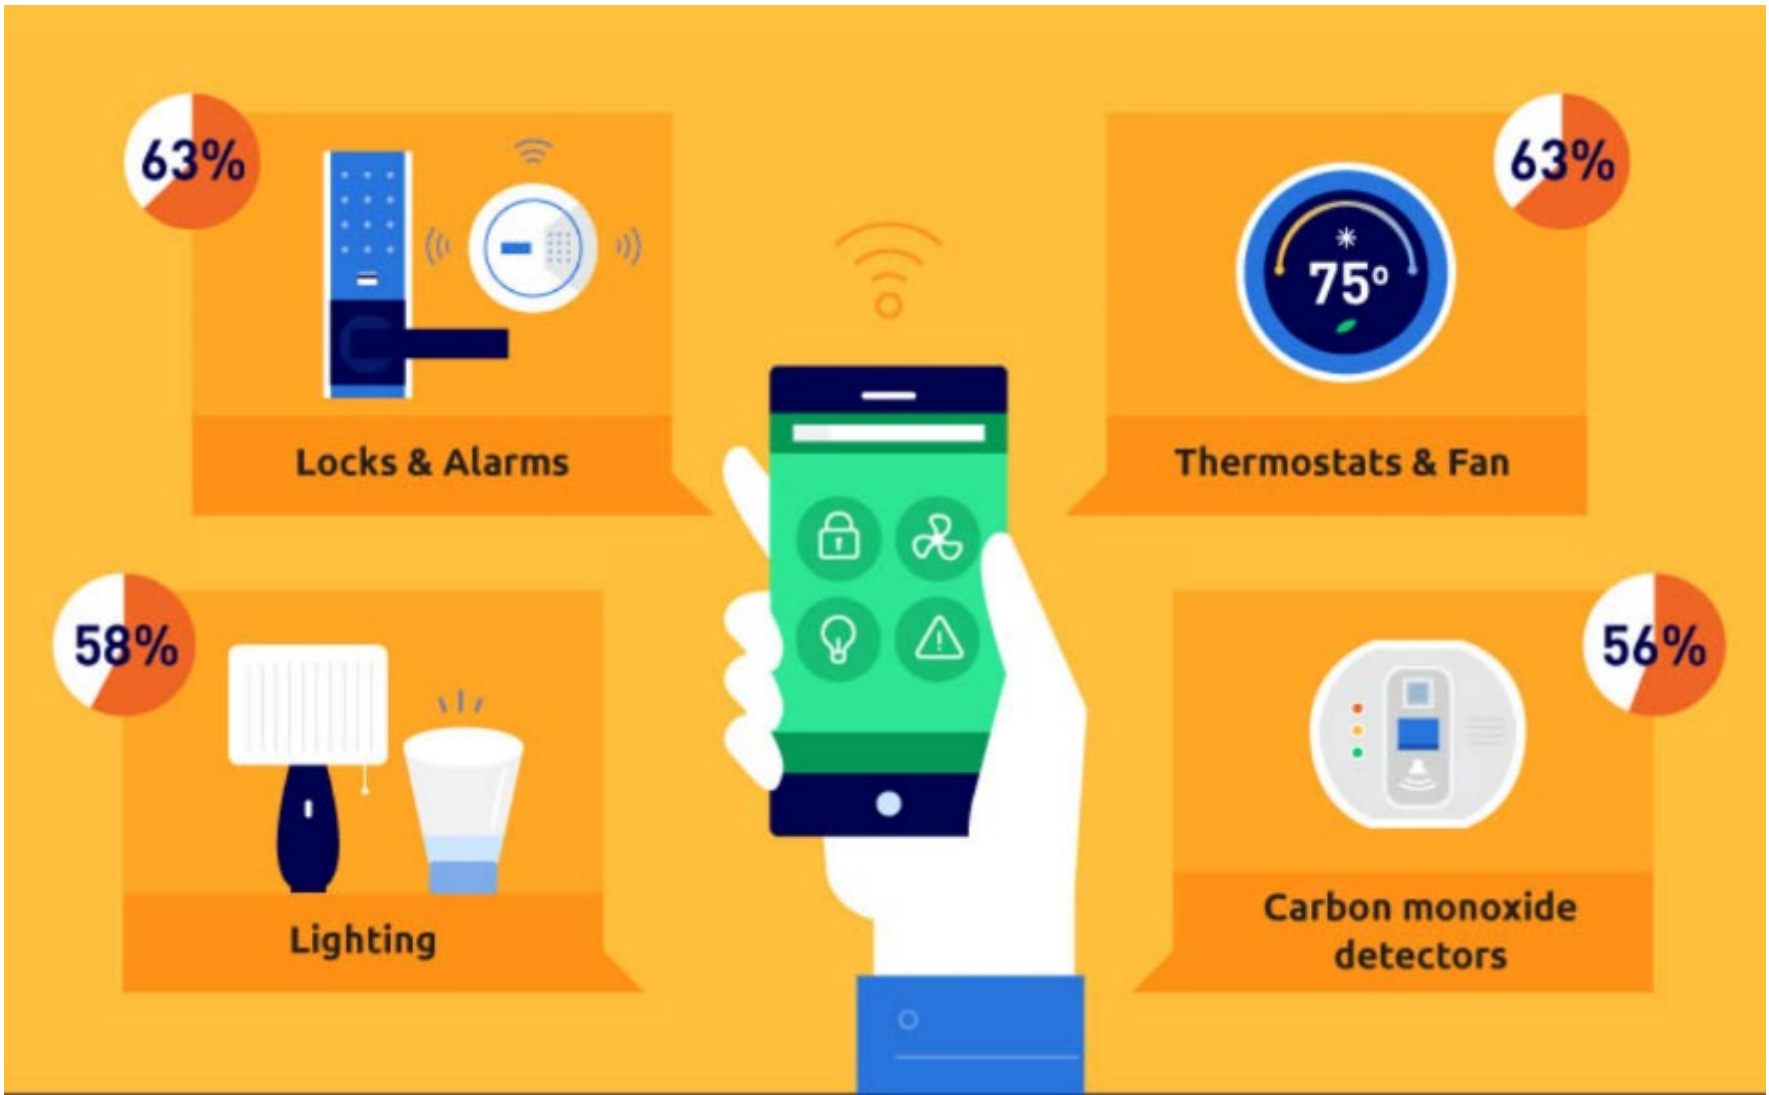 63%
Locks & Alarms
63%
75°
Thermostats & Fan
58%
Lighting
56%
Carbon monoxide
detectors